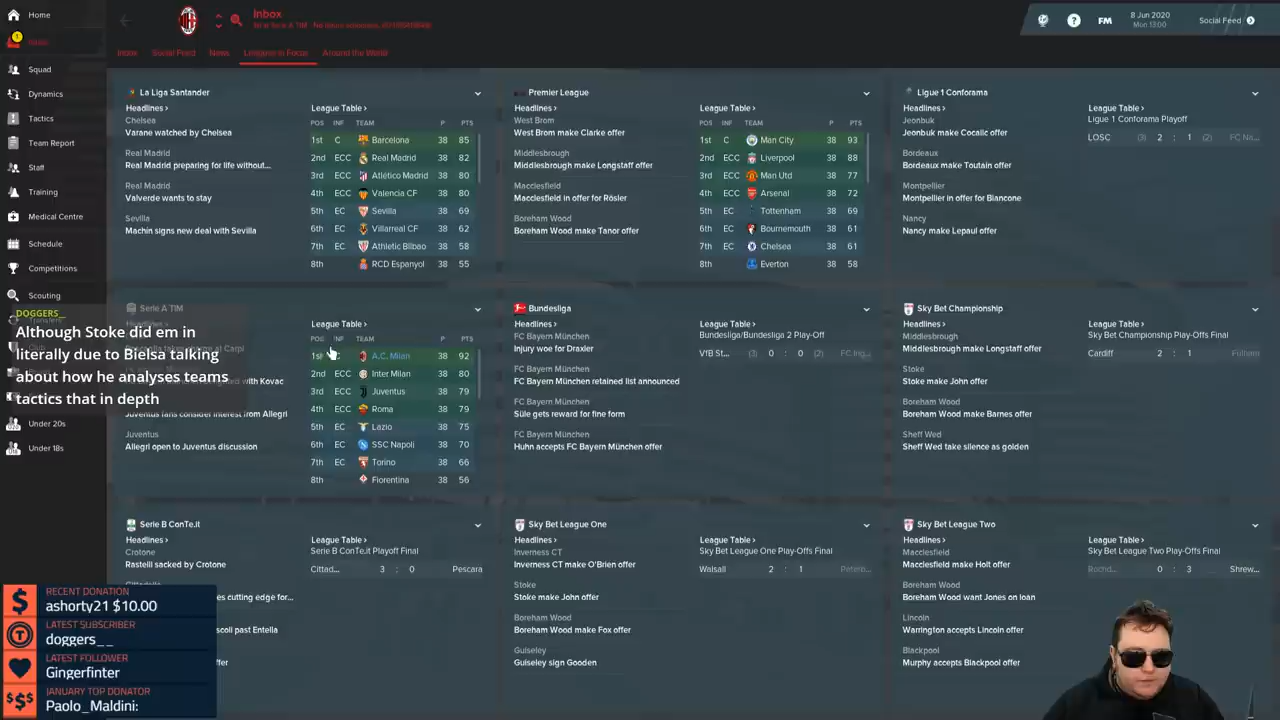 Home
Inbox
8 Jun 2020
Mon 13:00
FM
Social Feed
1
Inbox
Social Feed
News
Leagues In Focus
Around the World
Squad
Dynamics
Tactics
Team Report
Staff
Training
Medical Centre
Schedule
Competitions
Scouting
Under 20s
Under 18s
La Liga Santander
Headlines >
Chelsea
Varane watched by Chelsea
Real Madrid
Real Madrid preparing for life without...
Real Madrid
Valverde wants to stay
Sevilla
Machin signs new deal with Sevilla
League Table >
POS INF TEAM P PTS
1st C Barcelona 38 85
2nd ECC Real Madrid 38 82
3rd ECC Atlético Madrid 38 80
4th ECC Valencia CF 38 80
5th EC Sevilla 38 69
6th EC Villarreal CF 38 62
7th EC Athletic Bilbao 38 58
8th RCD Espanyol 38 55
Premier League
Headlines >
West Brom
West Brom make Clarke offer
Middlesbrough
Middlesbrough make Longstaff offer
Macclesfield
Macclesfield in offer for Rösler
Boreham Wood
Boreham Wood make Tanor offer
League Table >
POS INF TEAM P PTS
1st C Man City 38 93
2nd ECC Liverpool 38 88
3rd ECC Man Utd 38 77
4th ECC Arsenal 38 72
5th EC Tottenham 38 69
6th EC Bournemouth 38 61
7th EC Chelsea 38 61
8th Everton 38 58
Ligue 1 Conforama
Headlines >
Jeonbuk
Jeonbuk make Cocalic offer
Bordeaux
Bordeaux make Toutain offer
Montpellier
Montpellier in offer for Biancone
Nancy
Nancy make Lepaul offer
League Table >
Ligue 1 Conforama Playoff
LOSC (3) 2 : 1 (2) FC Na...
Serie A TIM
Headlines >
Juventus fans consider interest from Allegri
Juventus
Allegri open to Juventus discussion
League Table >
POS INF TEAM P PTS
1st C A.C. Milan 38 92
2nd ECC Inter Milan 38 80
3rd ECC Juventus 38 79
4th ECC Roma 38 79
5th EC Lazio 38 75
6th EC SSC Napoli 38 70
7th EC Torino 38 66
8th Fiorentina 38 56
DOGGERS__
Although Stoke did em in
literally due to Bielsa talking
about how he analyses teams
tactics that in depth
Bundesliga
Headlines >
FC Bayern München
Injury woe for Draxler
FC Bayern München
FC Bayern München retained list announced
FC Bayern München
Süle gets reward for fine form
FC Bayern München
Huhn accepts FC Bayern München offer
League Table >
Bundesliga/Bundesliga 2 Play-Off
VfB St... (3) 0 : 0 (2) FC Ing...
Sky Bet Championship
Headlines >
Middlesbrough
Middlesbrough make Longstaff offer
Stoke
Stoke make John offer
Boreham Wood
Boreham Wood make Barnes offer
Sheff Wed
Sheff Wed take silence as golden
League Table >
Sky Bet Championship Play-Offs Final
Cardiff 2 : 1 Fulham
Serie B ConTe.it
Headlines >
Crotone
Rastelli sacked by Crotone
League Table >
Serie B ConTe.it Playoff Final
Cittad... 3 : 0 Pescara
Sky Bet League One
Headlines >
Inverness CT
Inverness CT make O'Brien offer
Stoke
Stoke make John offer
Boreham Wood
Boreham Wood make Fox offer
Guiseley
Guiseley sign Gooden
League Table >
Sky Bet League One Play-Offs Final
Walsall 2 : 1 Peterb...
Sky Bet League Two
Headlines >
Macclesfield
Macclesfield make Holt offer
Boreham Wood
Boreham Wood want Jones on loan
Lincoln
Warrington accepts Lincoln offer
Blackpool
Murphy accepts Blackpool offer
League Table >
Sky Bet League Two Play-Offs Final
Rochd... 0 : 3 Shrew...
RECENT DONATION
ashorty21 $10.00
LATEST SUBSCRIBER
doggers__
LATEST FOLLOWER
Gingerfinter
JANUARY TOP DONATOR
Paolo_Maldini: